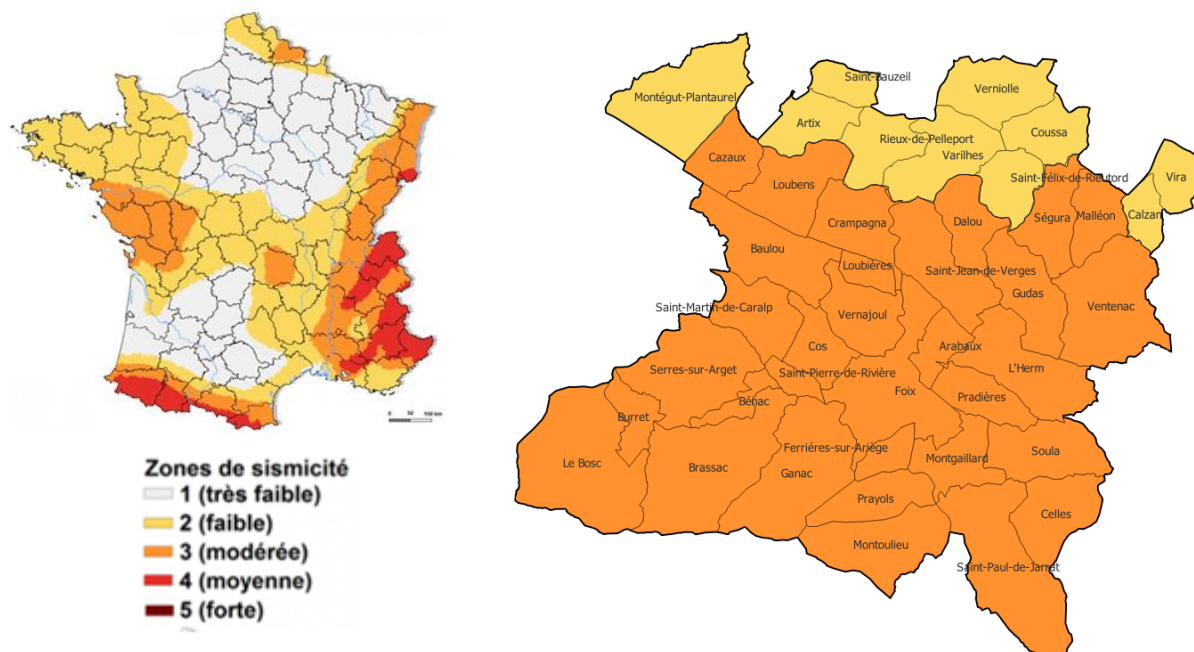 0 50 100 km
Zones de sismicité
1 (très faible)
2 (faible)
3 (modérée)
4 (moyenne)
5 (forte)
Montégut-Plantaurel
Saint-Bauzeil
Verniolle
Artix
Rieux-de-Pelleport
Coussa
Varilhes
Cazaux
Loubens
Saint-Félix-de-Rieutord
Vira
Calzan
Crampagna
Dalou
Ségura
Malléon
Baulou
Loubières
Saint-Jean-de-Verges
Gudas
Ventenac
Saint-Martin-de-Caralp
Vernajoul
Cos
Arabaux
Serres-sur-Arget
Saint-Pierre-de-Rivière
L'Herm
Foix
Pradières
Bénac
Burret
Ferrières-sur-Ariège
Le Bosc
Brassac
Ganac
Montgaillard
Soula
Prayols
Celles
Montoulieu
Saint-Paul-de-Jarrat